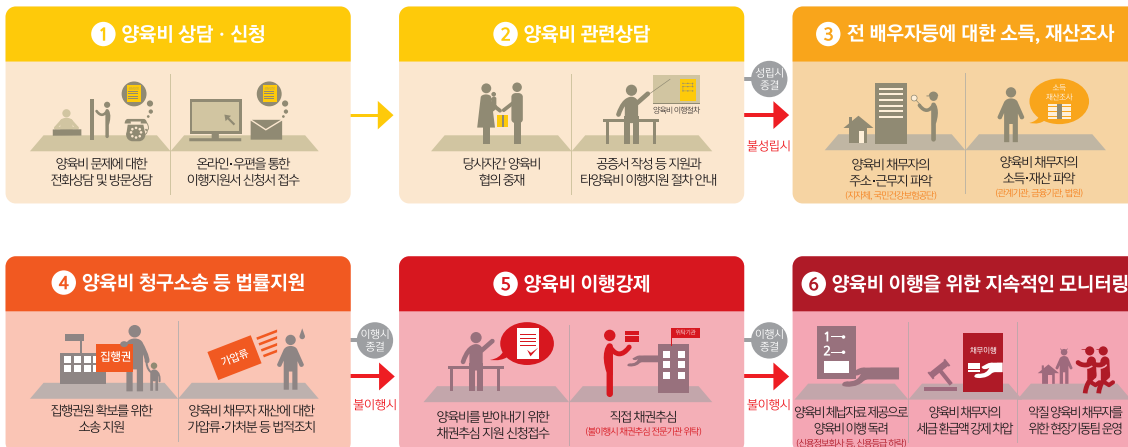 1 양육비 상담 · 신청
양육비 문제에 대한
전화상담 및 방문상담
온라인·우편을 통한
이행지원서 신청서 접수
2 양육비 관련상담
양육비 이행절차
당사자간 양육비
협의 중재
공증서 작성 등 지원과
타양육비 이행지원 절차 안내
성립시
종결
불성립시
3 전 배우자등에 대한 소득, 재산조사
소득
재산조사
양육비 채무자의
주소·근무지 파악
(지자체, 국민건강보험공단)
양육비 채무자의
소득·재산 파악
(관계기관, 금융기관, 법원)
4 양육비 청구소송 등 법률지원
집행권
가압류
집행권원 확보를 위한
소송 지원
양육비 채무자 재산에 대한
가압류·가처분 등 법적조치
이행시
종결
불이행시
5 양육비 이행강제
위탁기관
양육비를 받아내기 위한
채권추심 지원 신청접수
직접 채권추심
(불이행시 채권추심 전문기관 위탁)
이행시
종결
불이행시
6 양육비 이행을 위한 지속적인 모니터링
1
2
채무이행
양육비 체납자료 제공으로
양육비 이행 독려
(신용정보회사 등, 신용등급 하락)
양육비 채무자의
세금 환급금액 강제 차압
악질 양육비 채무자를
위한 현장기동팀 운영